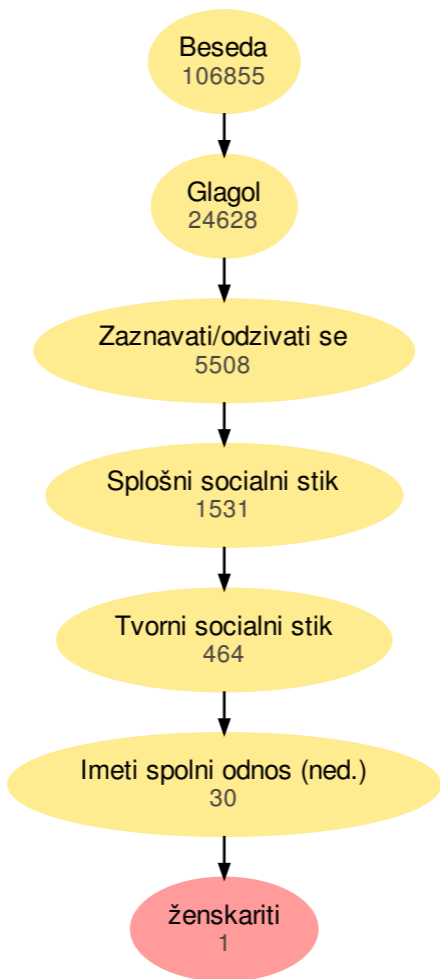 Beseda
106855
Glagol
24628
Zaznavati/odzivati se
5508
Splošni socialni stik
1531
Tvorni socialni stik
464
Imeti spolni odnos (ned.)
30
ženskariti
1